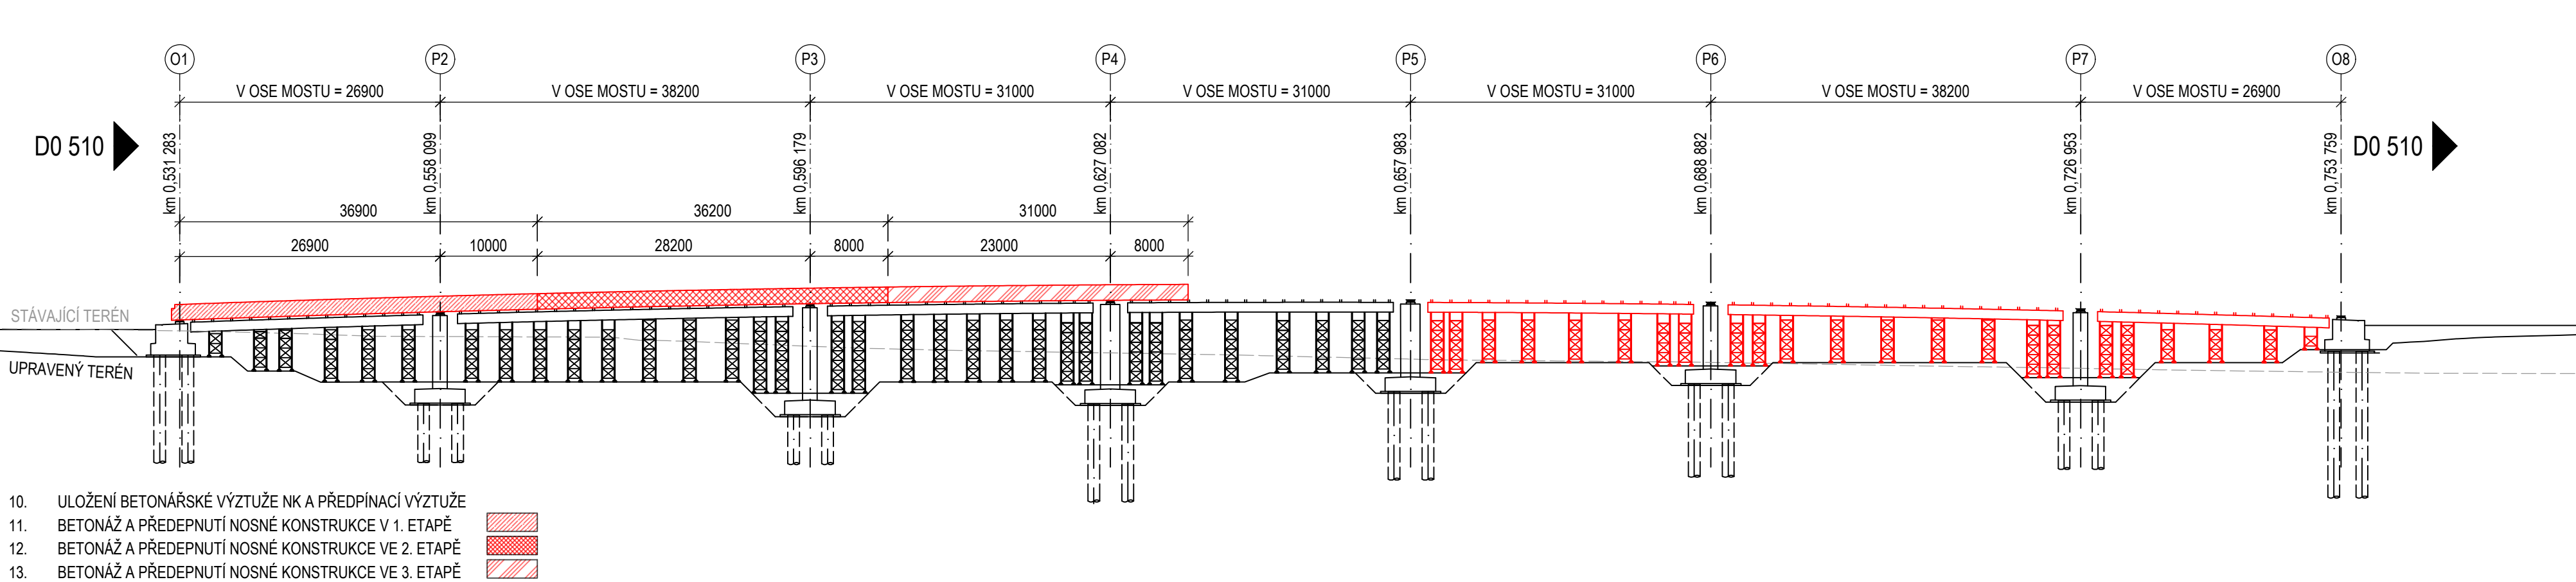 O1 P2 P3 P4 P5 P6 P7 O8
V OSE MOSTU = 26900 V OSE MOSTU = 38200 V OSE MOSTU = 31000 V OSE MOSTU = 31000 V OSE MOSTU = 31000 V OSE MOSTU = 38200 V OSE MOSTU = 26900
D0 510 D0 510
km 0,531 283 km 0,558 099 km 0,596 179 km 0,627 082 km 0,657 983 km 0,688 882 km 0,726 953 km 0,753 759
36900 36200 31000
26900 10000 28200 8000 23000 8000
STÁVAJÍCÍ TERÉN
UPRAVENÝ TERÉN
10. ULOŽENÍ BETONÁŘSKÉ VÝZTUŽE NK A PŘEDPÍNACÍ VÝZTUŽE
11. BETONÁŽ A PŘEDEPNUTÍ NOSNÉ KONSTRUKCE V 1. ETAPĚ
12. BETONÁŽ A PŘEDEPNUTÍ NOSNÉ KONSTRUKCE VE 2. ETAPĚ
13. BETONÁŽ A PŘEDEPNUTÍ NOSNÉ KONSTRUKCE VE 3. ETAPĚ